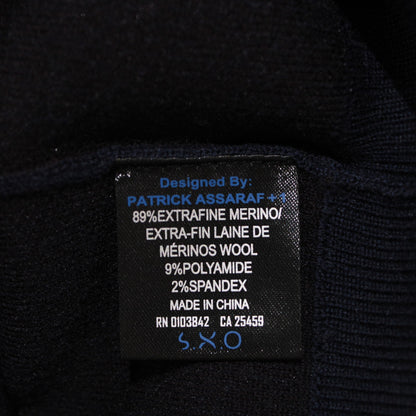 Designed By:
PATRICK ASSARAF + 1
89%EXTRAFINE MERINO/
EXTRA-FIN LAINE DE
MÉRINOS WOOL
9%POLYAMIDE
2%SPANDEX
MADE IN CHINA
RN 0103842 CA 25459